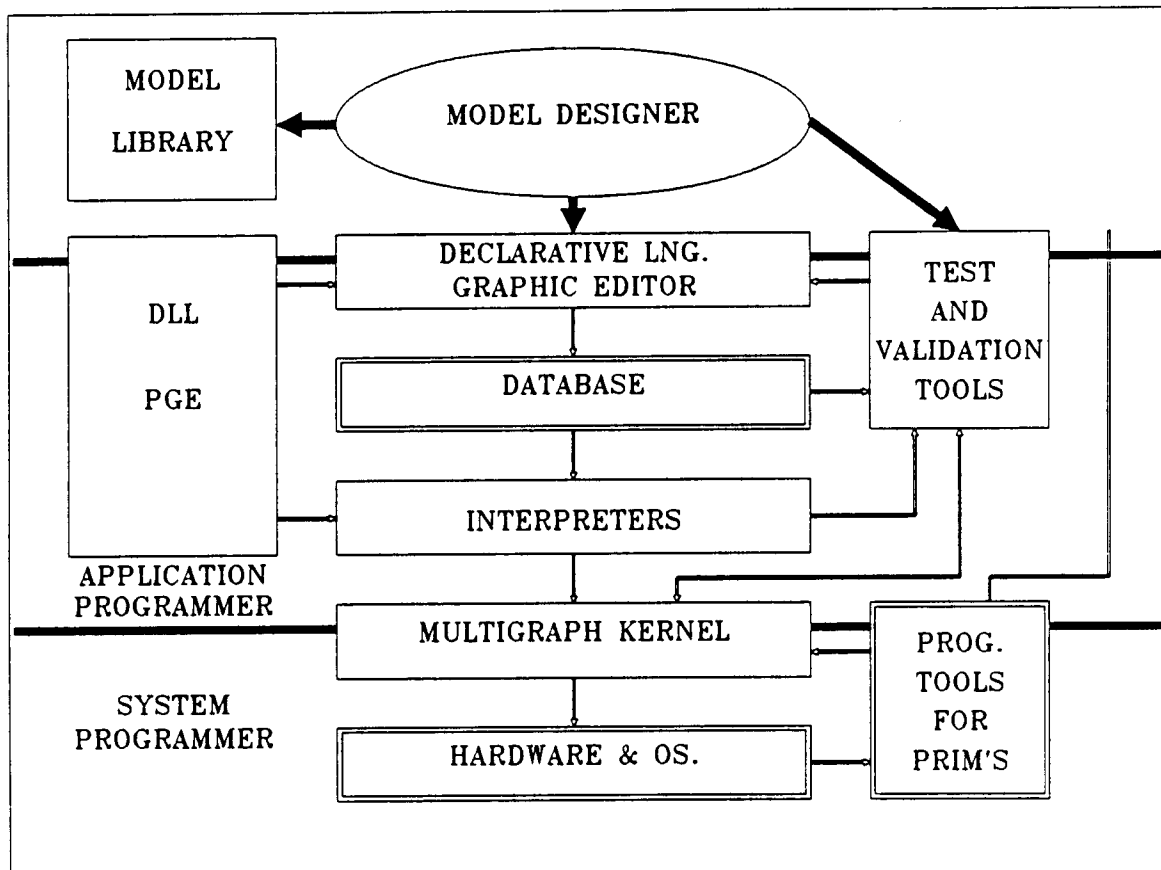 MODEL
LIBRARY
MODEL DESIGNER
DECLARATIVE LNG.
GRAPHIC EDITOR
TEST
AND
VALIDATION
TOOLS
DLL
PGE
DATABASE
INTERPRETERS
APPLICATION
PROGRAMMER
MULTIGRAPH KERNEL
PROG.
TOOLS
FOR
PRIM'S
SYSTEM
PROGRAMMER
HARDWARE & OS.